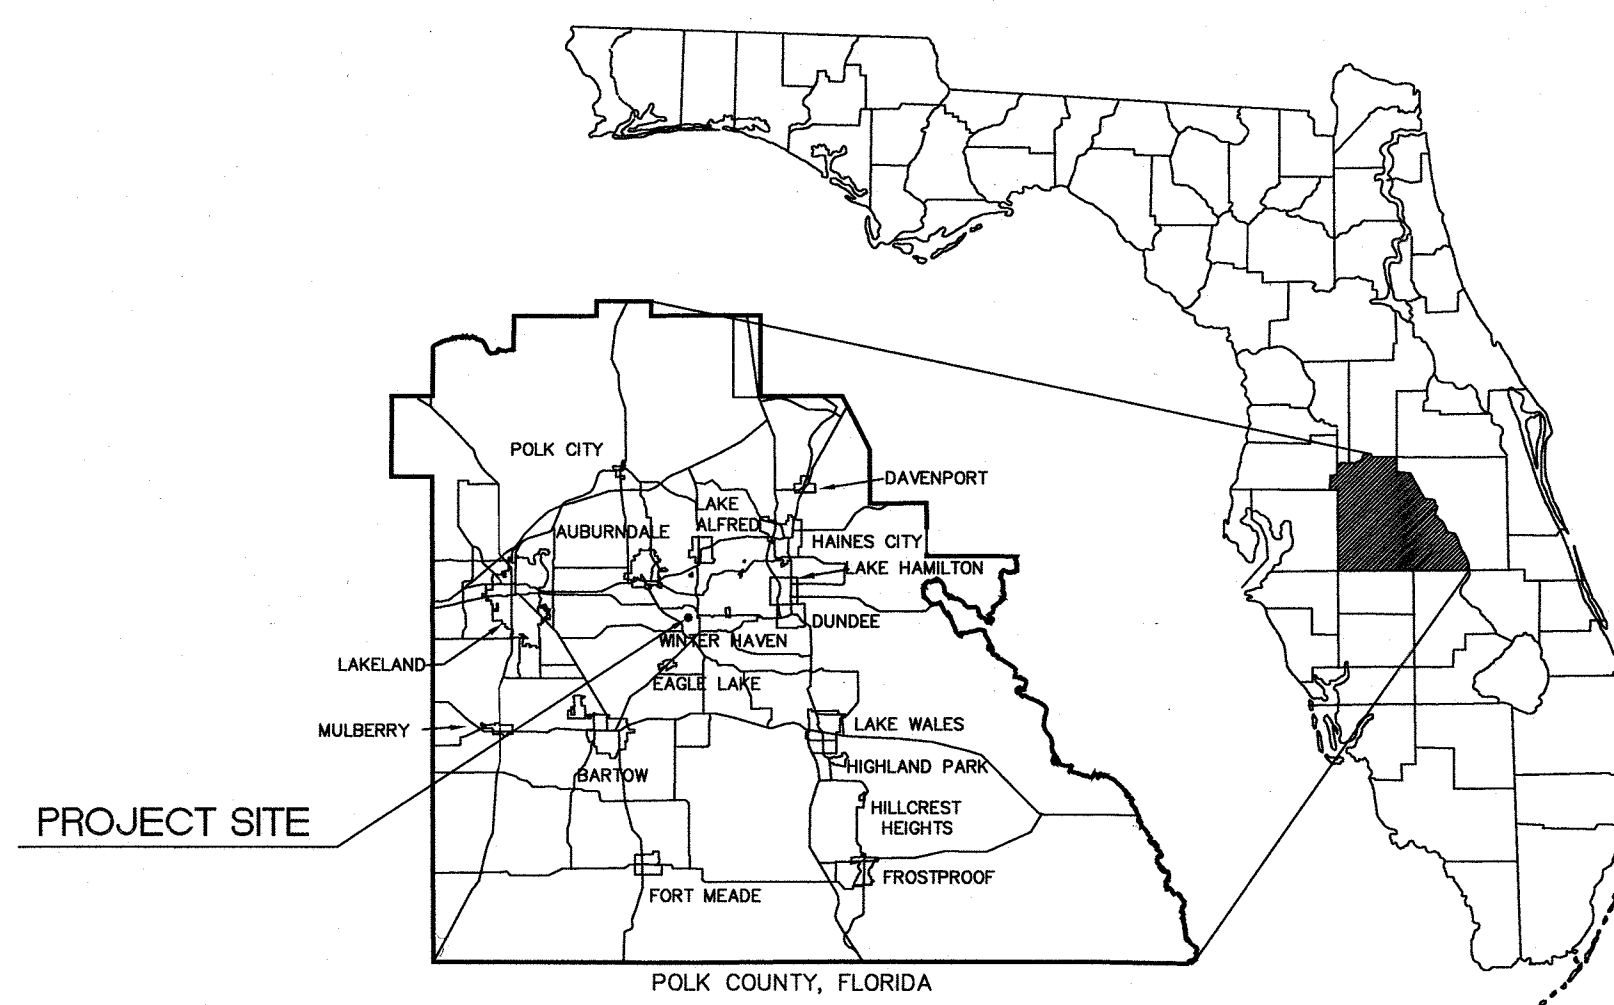 POLK CITY
DAVENPORT
LAKE
ALFRED
AUBURNDALE
HAINES CITY
LAKE HAMILTON
DUNDEE
WINTER HAVEN
LAKELAND
EAGLE LAKE
MULBERRY
LAKE WALES
HIGHLAND PARK
BARTOW
HILLCREST
HEIGHTS
PROJECT SITE
FROSTPROOF
FORT MEADE
POLK COUNTY, FLORIDA